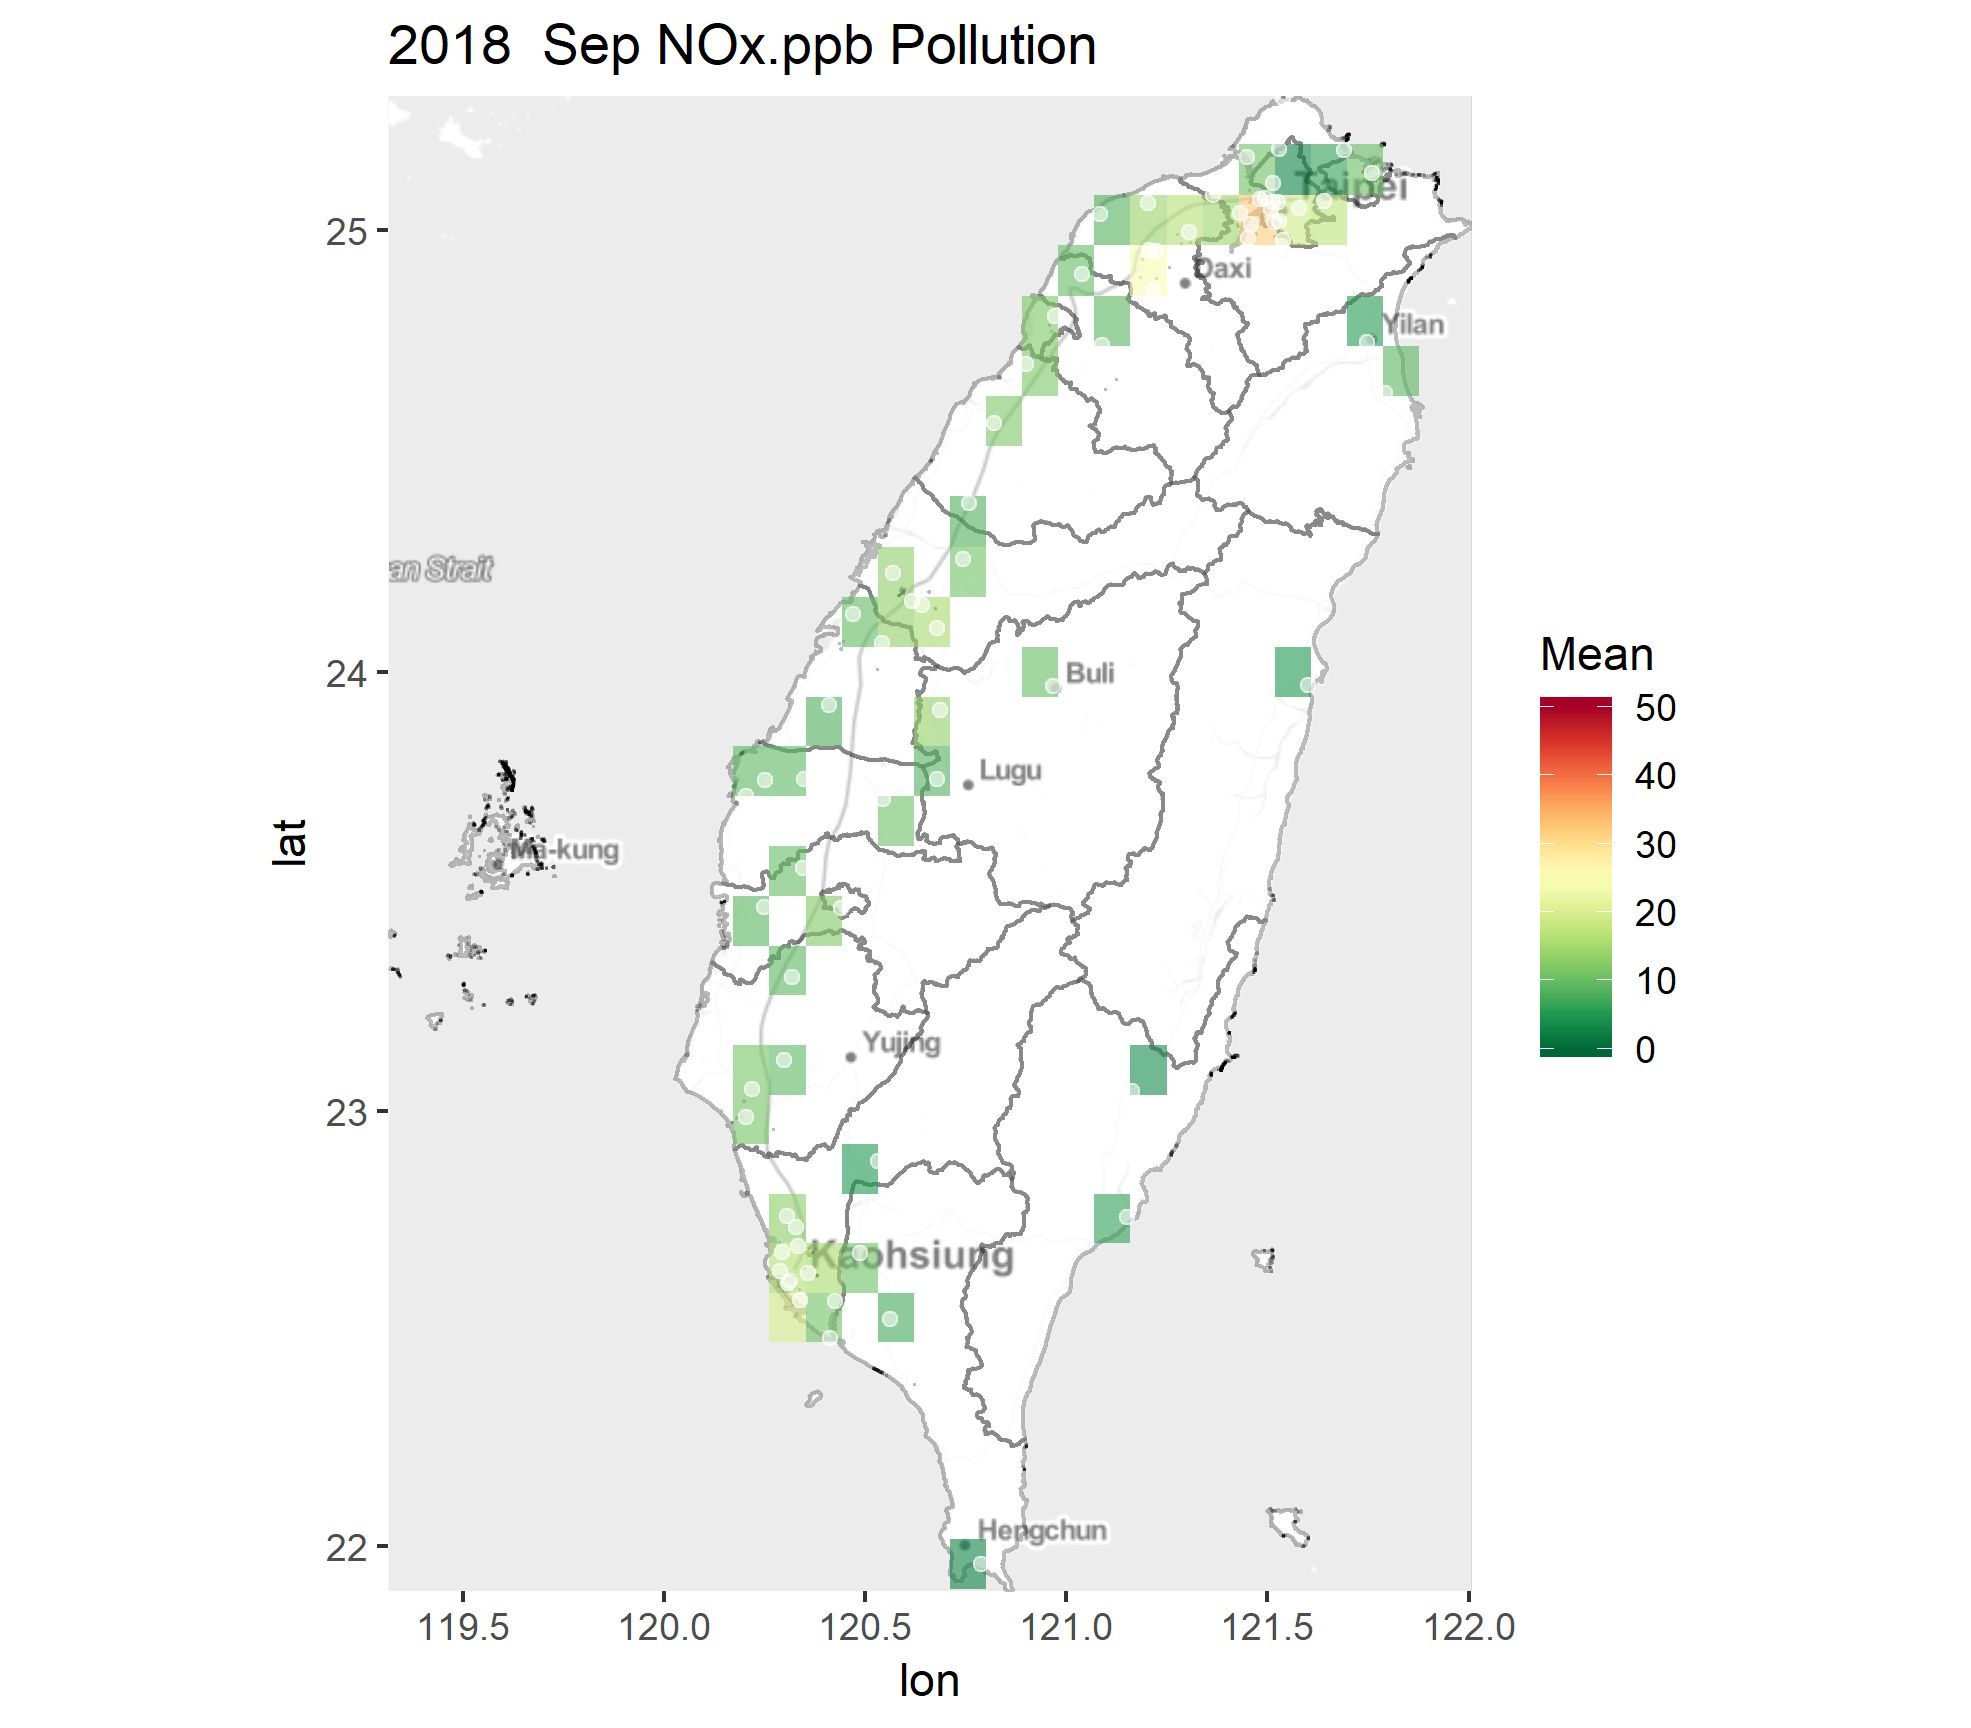 2018  Sep NOx.ppb Pollution
Taipei
25
Daxi
Yilan
an Strait
Mean
24
Buli
50
40
Lugu
lat
Ma-kung
30
20
10
Yujing
0
23
Kaohsiung
Hengchun
22
119.5
120.0
120.5
121.0
121.5
122.0
lon